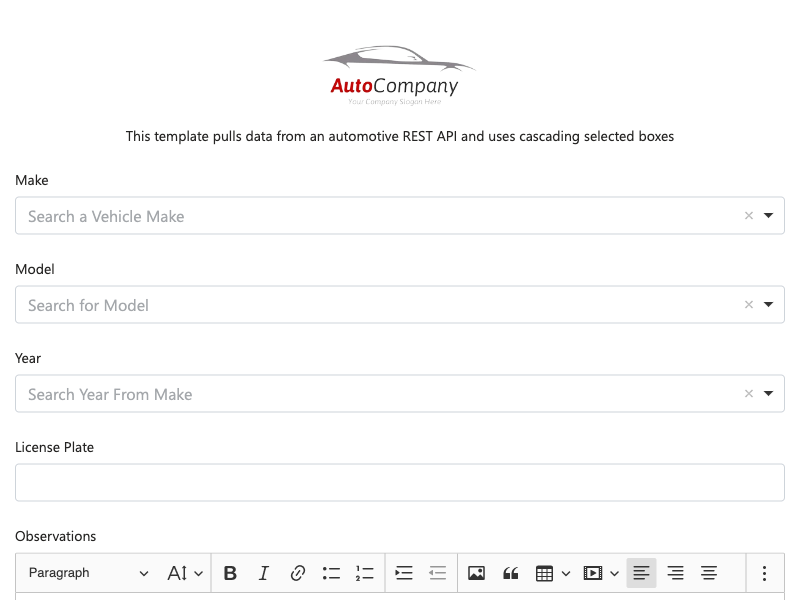 AutoCompany
Your Company Slogan Here
This template pulls data from an automotive REST API and uses cascading selected boxes
Make
Search a Vehicle Make
Model
Search for Model
Year
Search Year From Make
License Plate
Observations
Paragraph